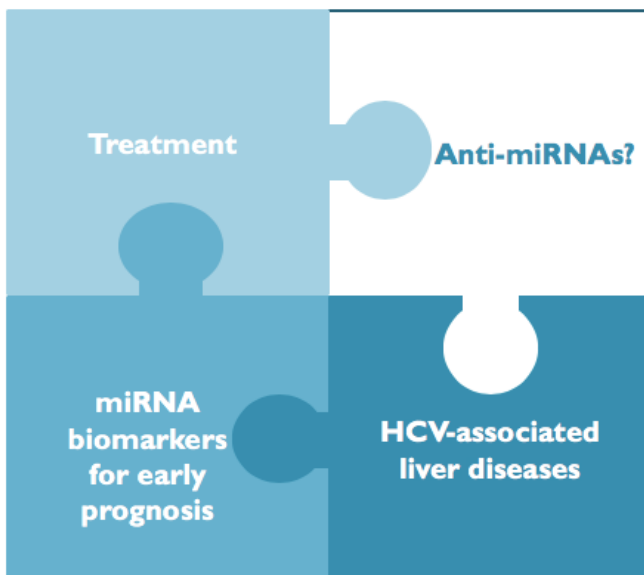 Treatment
Anti-miRNAs?
miRNA
biomarkers
for early
prognosis
HCV-associated
liver diseases